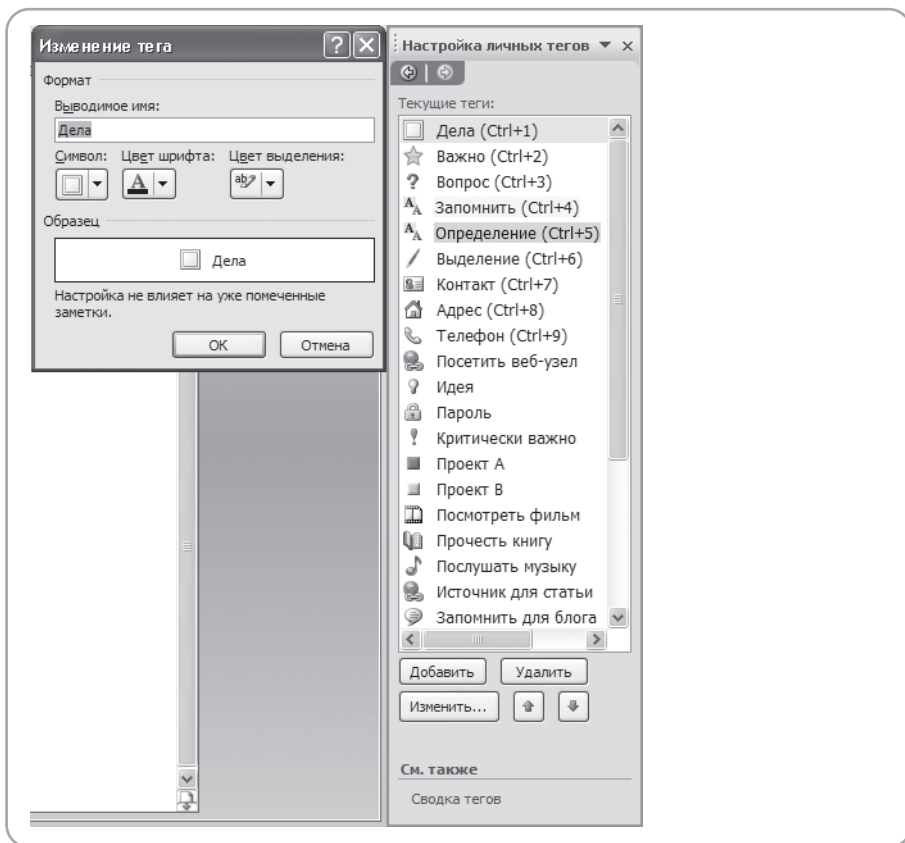 Изменение тега
Формат
Выводимое имя:
Дела
Символ: Цвет шрифта: Цвет выделения:
Образец
Дела
Настройка не влияет на уже помеченные
заметки.
ОК Отмена
Настройка личных тегов
Текущие теги:
Дела (Ctrl+1)
Важно (Ctrl+2)
Вопрос (Ctrl+3)
Запомнить (Ctrl+4)
Определение (Ctrl+5)
Выделение (Ctrl+6)
Контакт (Ctrl+7)
Адрес (Ctrl+8)
Телефон (Ctrl+9)
Посетить веб-узел
Идея
Пароль
Критически важно
Проект A
Проект B
Посмотреть фильм
Прочесть книгу
Послушать музыку
Источник для статьи
Запомнить для блога
Добавить Удалить
Изменить...
См. также
Сводка тегов